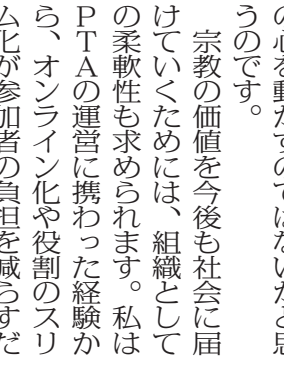 の心を動かすのではないかと思
うのです。
宗教の価値を今後も社会に届
けていくためには、組織として
の柔軟性も求められます。私は
PTAの運営に携わった経験か
ら、オンライン化や役割のスリ
ム化が参加者の負担を減らすだ